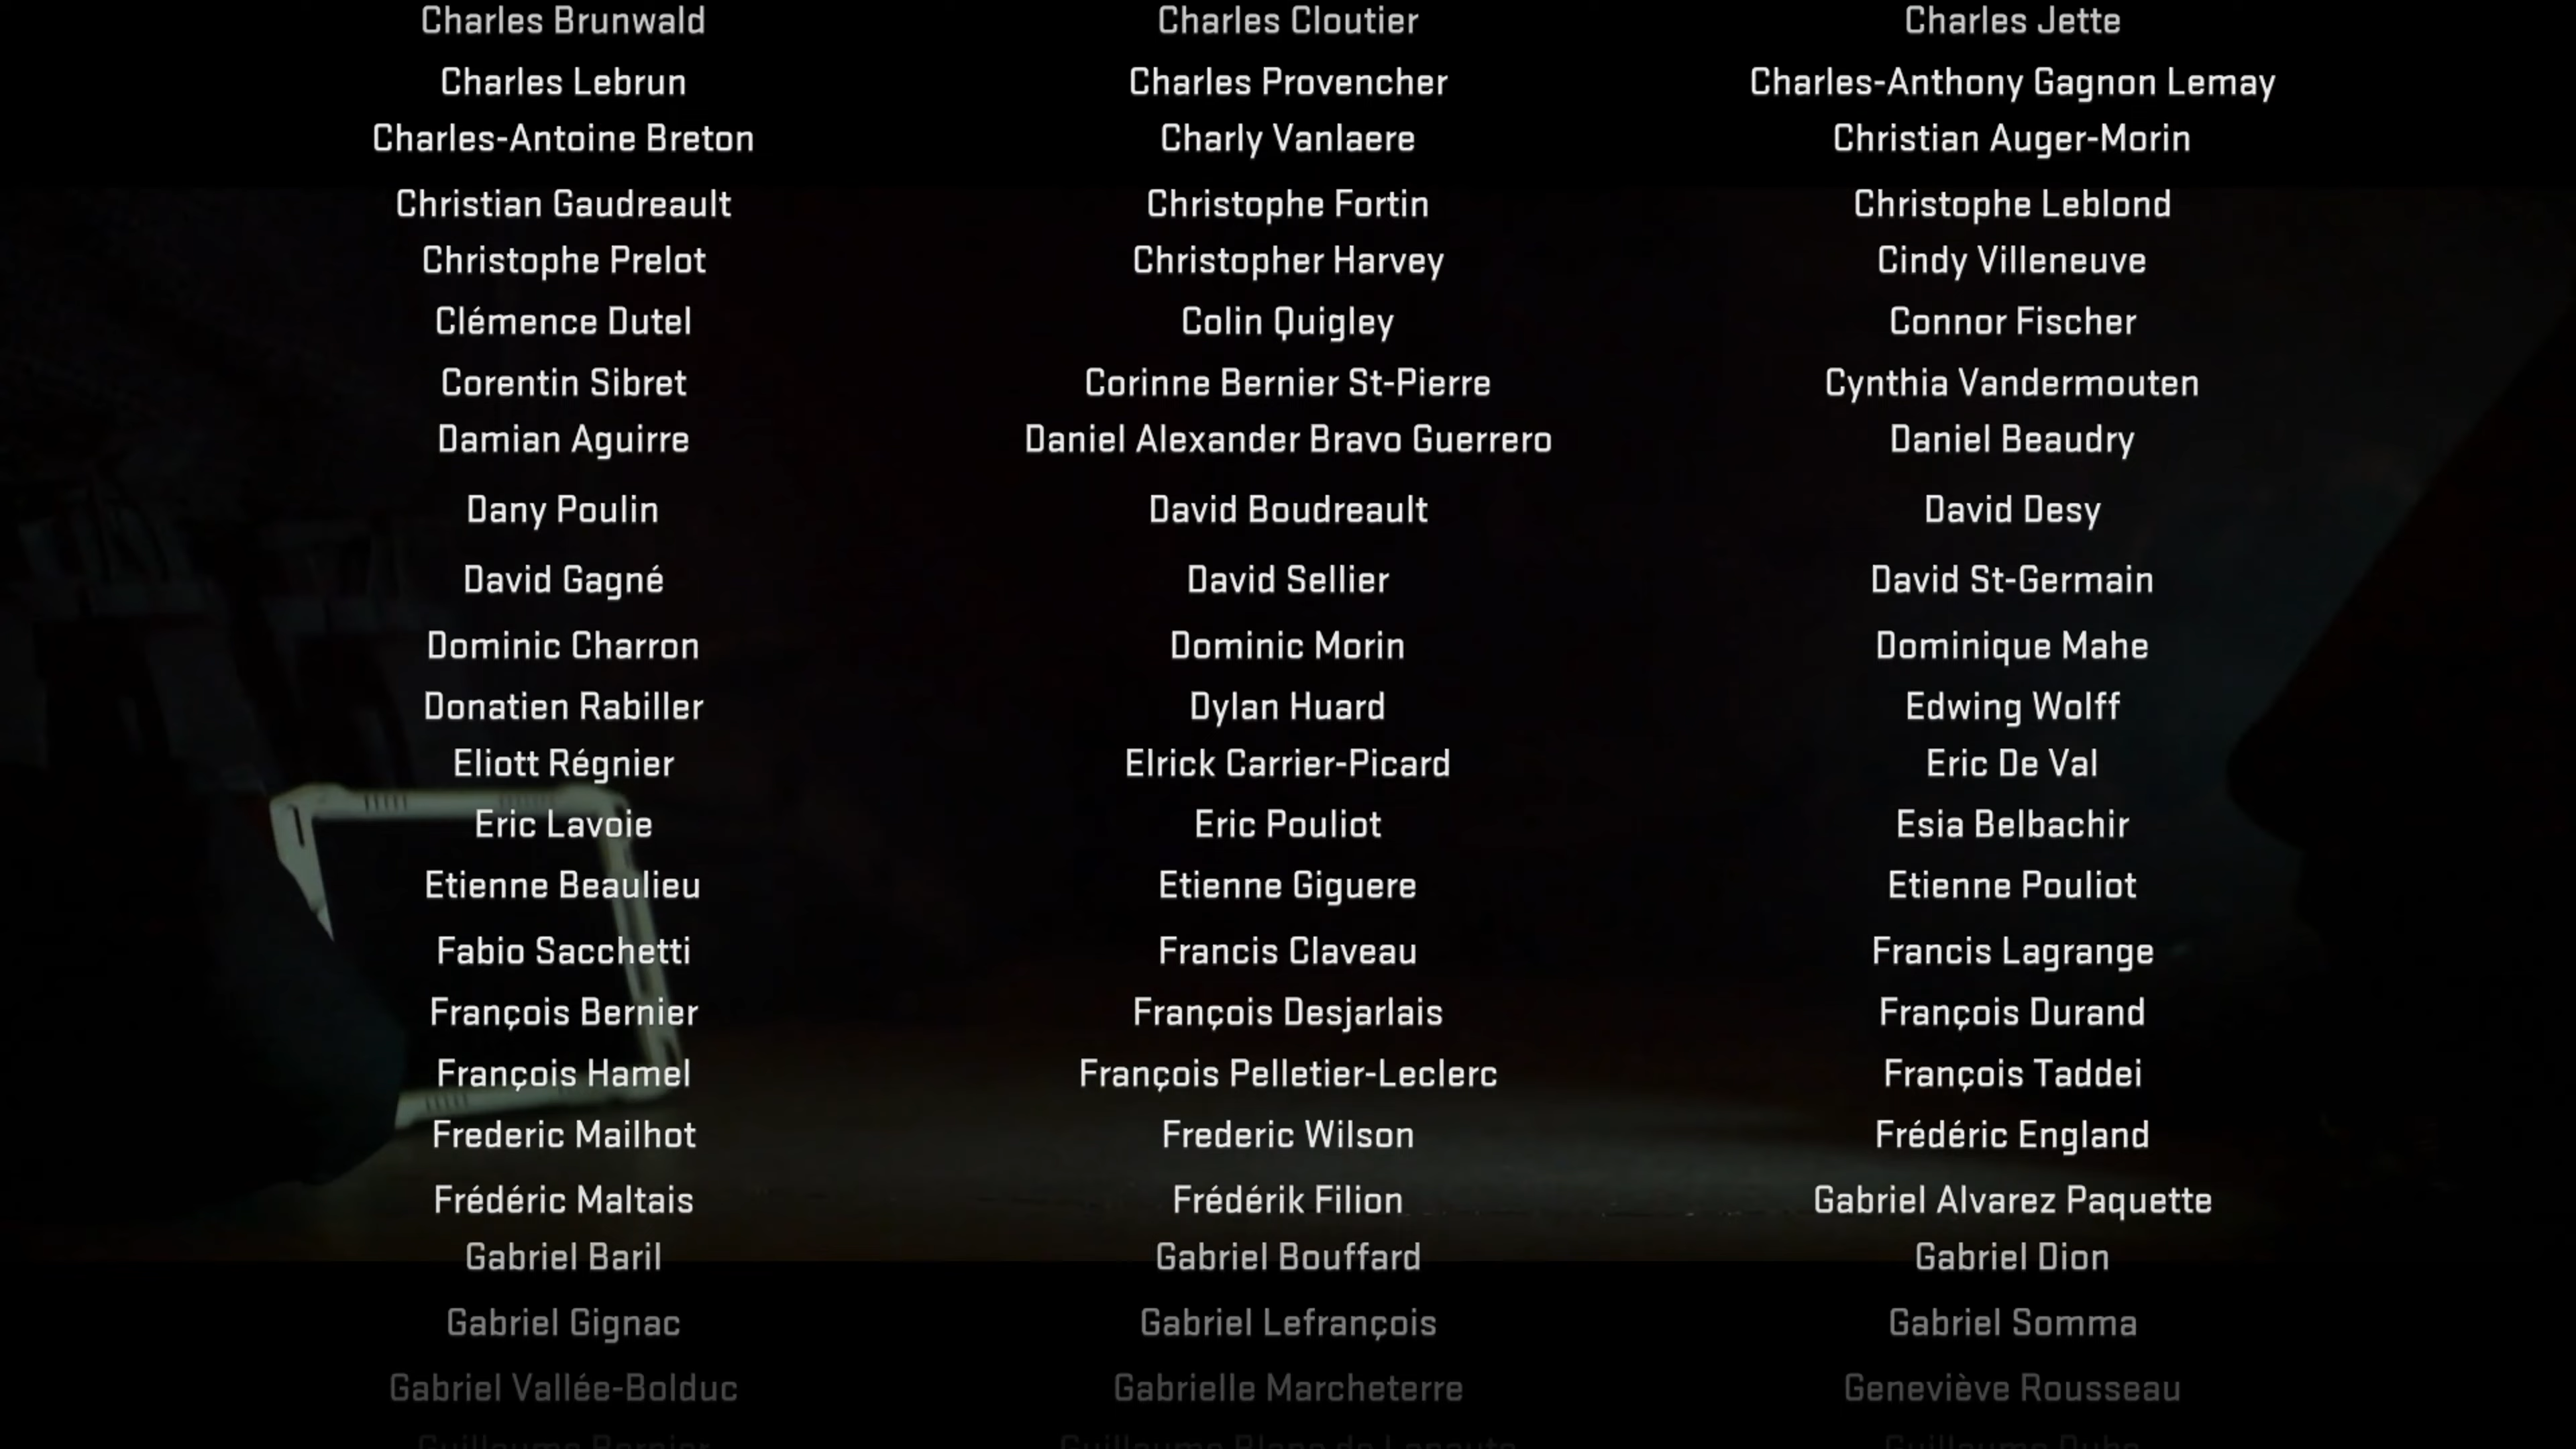 Charles Brunwald Charles Cloutier Charles Jette
Charles Lebrun Charles Provencher Charles-Anthony Gagnon Lemay
Charles-Antoine Breton Charly Vanlaere Christian Auger-Morin
Christian Gaudreault Christophe Fortin Christophe Leblond
Christophe Prelot Christopher Harvey Cindy Villeneuve
Clémence Dutel Colin Quigley Connor Fischer
Corentin Sibret Corinne Bernier St-Pierre Cynthia Vandermouten
Damian Aguirre Daniel Alexander Bravo Guerrero Daniel Beaudry
Dany Poulin David Boudreault David Desy
David Gagné David Sellier David St-Germain
Dominic Charron Dominic Morin Dominique Mahe
Donatien Rabiller Dylan Huard Edwing Wolff
Eliott Régnier Elrick Carrier-Picard Eric De Val
Eric Lavoie Eric Pouliot Esia Belbachir
Etienne Beaulieu Etienne Giguere Etienne Pouliot
Fabio Sacchetti Francis Claveau Francis Lagrange
François Bernier François Desjarlais François Durand
François Hamel François Pelletier-Leclerc François Taddei
Frederic Mailhot Frederic Wilson Frédéric England
Frédéric Maltais Frédérik Filion Gabriel Alvarez Paquette
Gabriel Baril Gabriel Bouffard Gabriel Dion
Gabriel Gignac Gabriel Lefrançois Gabriel Somma
Gabriel Vallée-Bolduc Gabrielle Marcheterre Geneviève Rousseau